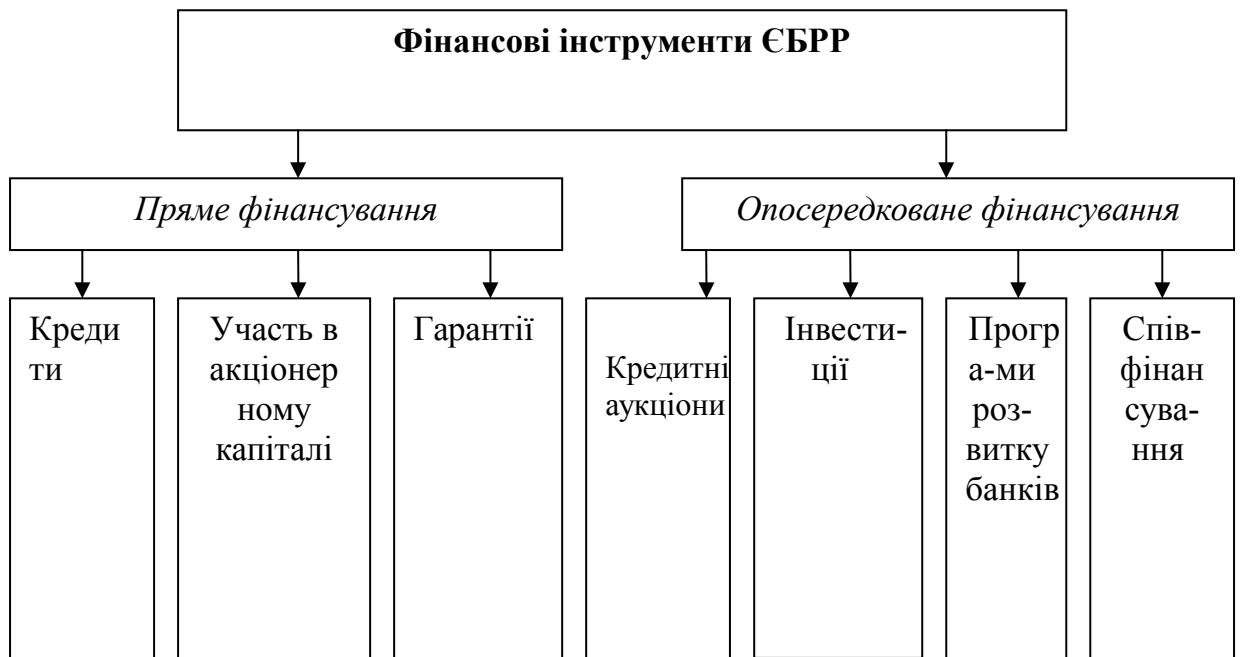 Фінансові інструменти ЄБРР
Пряме фінансування
Опосередковане фінансування
Креди
ти
Участь в
акціонер
ному
капіталі
Гарантії
Кредитні
аукціони
Інвести-
ції
Прогр
а-ми
роз-
витку
банків
Спів-
фінан
сува-
ння